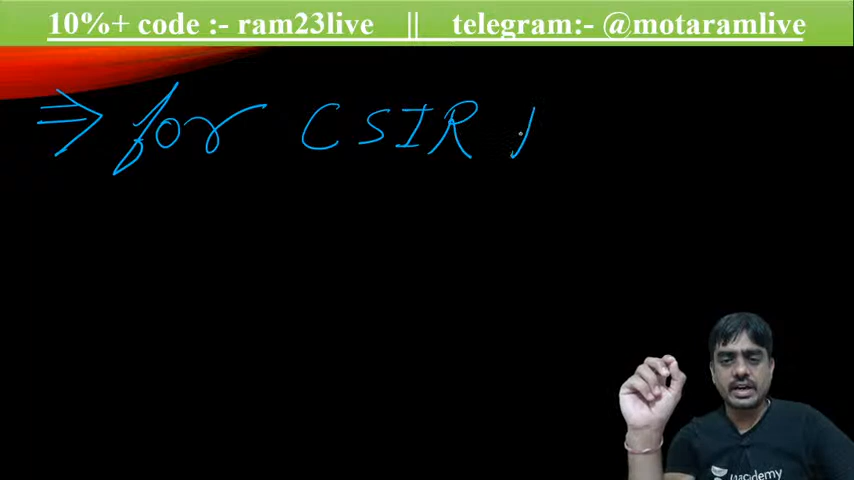 10%+ code :- ram23live || telegram:- @motaramlive
⇒ for CSIR